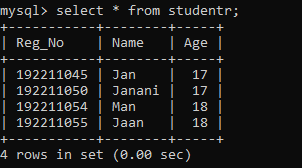 mysql> select * from studentr;
+-----------+--------+-----+
| Reg_No    | Name   | Age |
+-----------+--------+-----+
| 192211045 | Jan    |  17 |
| 192211050 | Janani |  17 |
| 192211054 | Man    |  18 |
| 192211055 | Jaan   |  18 |
+-----------+--------+-----+
4 rows in set (0.00 sec)